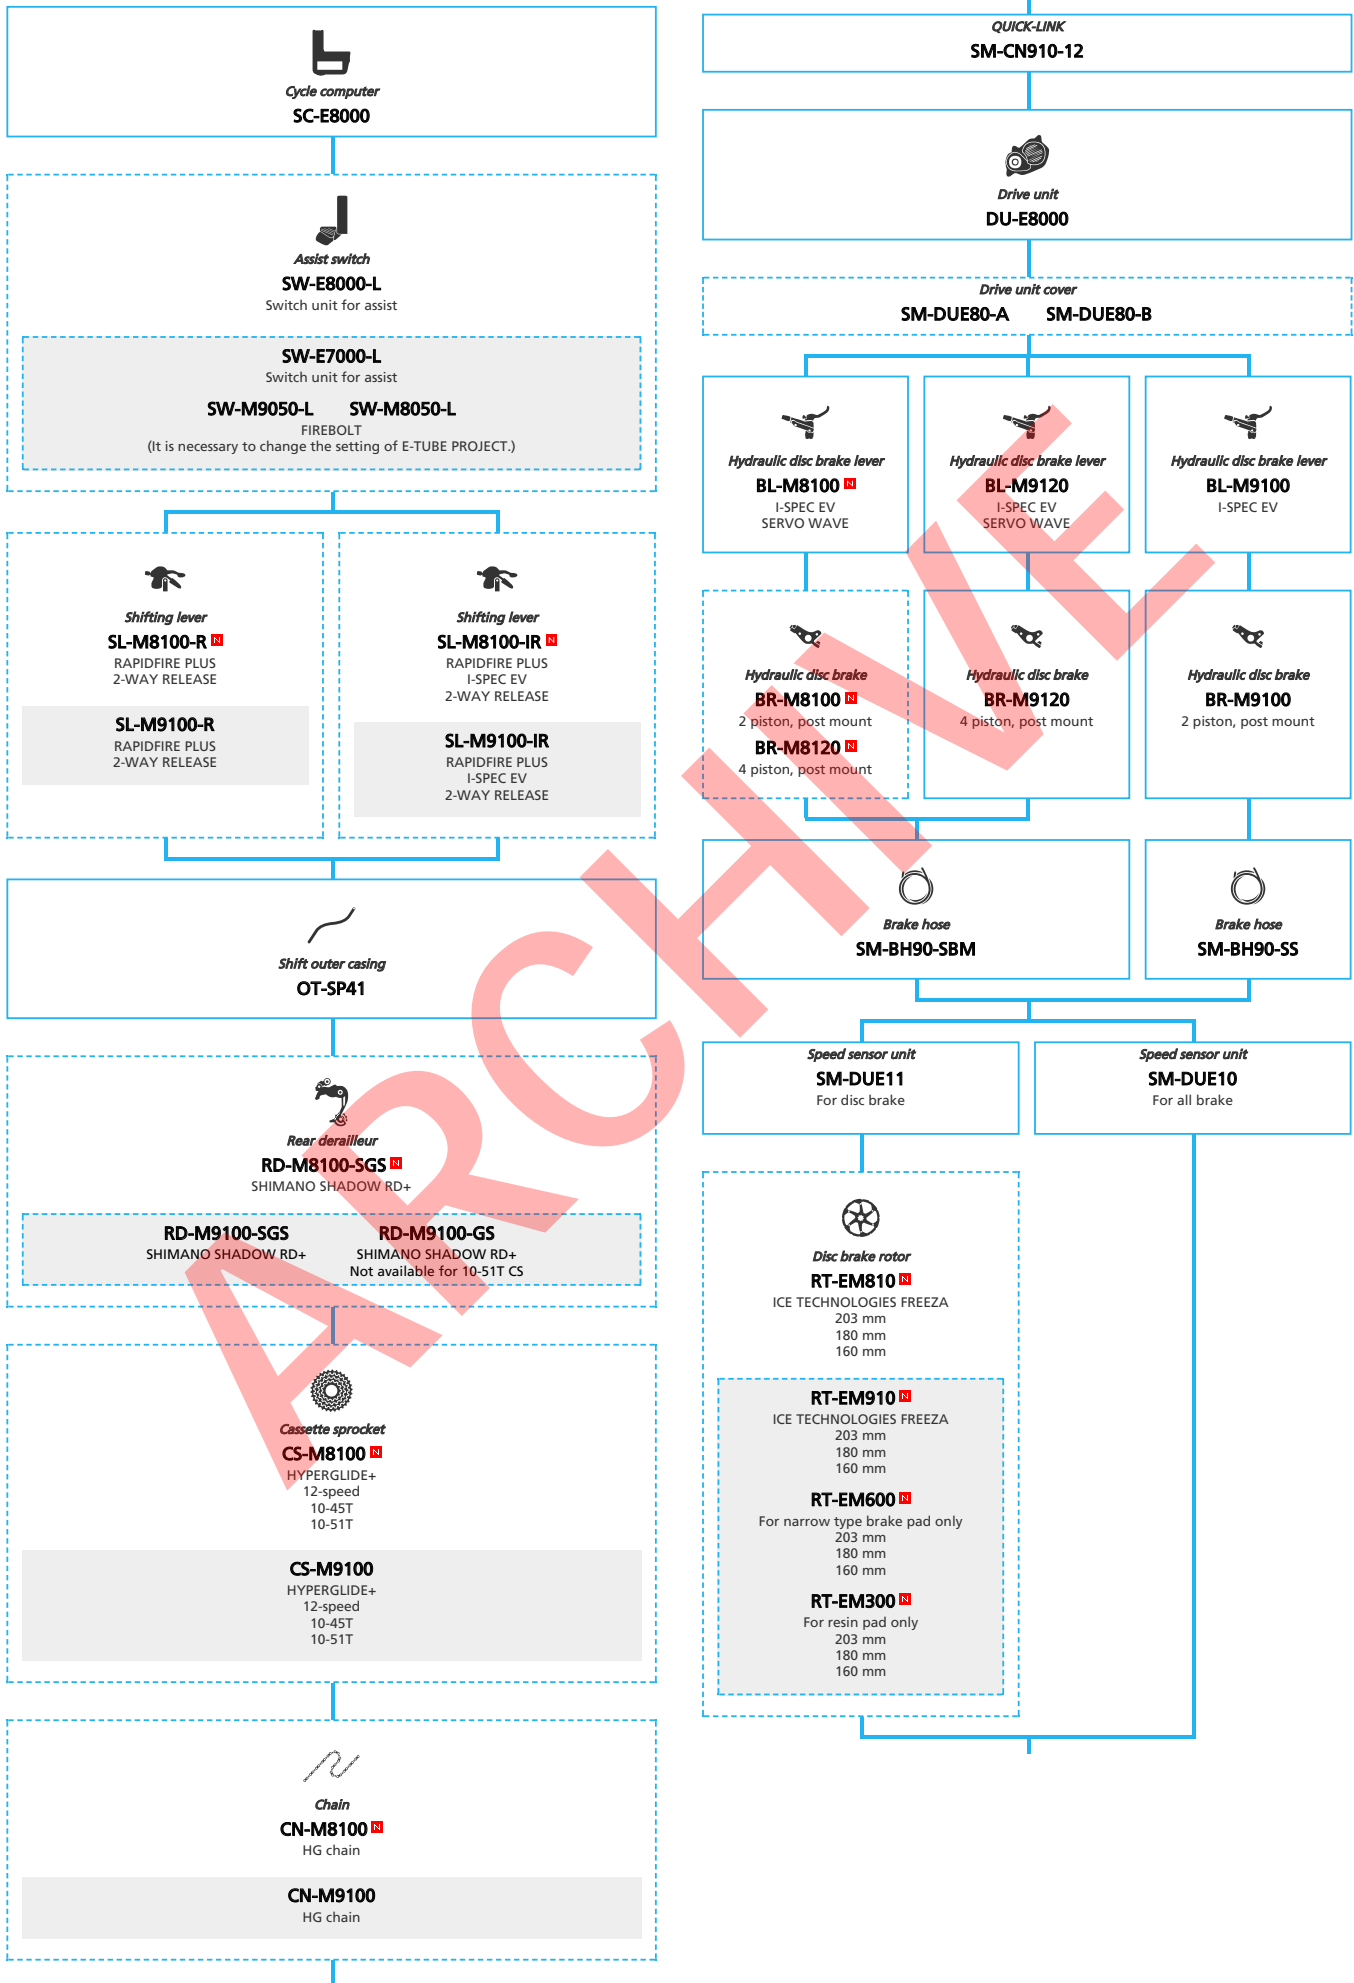 Cycle computer
SC-E8000
Assist switch
SW-E8000-L
Switch unit for assist
SW-E7000-L
Switch unit for assist
SW-M9050-L SW-M8050-L
FIREBOLT
(It is necessary to change the setting of E-TUBE PROJECT.)
Shifting lever
SL-M8100-R N
RAPIDFIRE PLUS
2-WAY RELEASE
SL-M9100-R
RAPIDFIRE PLUS
2-WAY RELEASE
Shifting lever
SL-M8100-IR N
RAPIDFIRE PLUS
I-SPEC EV
2-WAY RELEASE
SL-M9100-IR
RAPIDFIRE PLUS
I-SPEC EV
2-WAY RELEASE
Shift outer casing
OT-SP41
Rear derailleur
RD-M8100-SGS N
SHIMANO SHADOW RD+
RD-M9100-SGS
SHIMANO SHADOW RD+
RD-M9100-GS
SHIMANO SHADOW RD+
Not available for 10-51T CS
Cassette sprocket
CS-M8100 N
HYPERGLIDE+
12-speed
10-45T
10-51T
CS-M9100
HYPERGLIDE+
12-speed
10-45T
10-51T
Chain
CN-M8100 N
HG chain
CN-M9100
HG chain
QUICK-LINK
SM-CN910-12
Drive unit
DU-E8000
Drive unit cover
SM-DUE80-A SM-DUE80-B
Hydraulic disc brake lever
BL-M8100 N
I-SPEC EV
SERVO WAVE
Hydraulic disc brake lever
BL-M9120
I-SPEC EV
SERVO WAVE
Hydraulic disc brake lever
BL-M9100
I-SPEC EV
Hydraulic disc brake
BR-M8100 N
2 piston, post mount
BR-M8120 N
4 piston, post mount
Hydraulic disc brake
BR-M9120
4 piston, post mount
Hydraulic disc brake
BR-M9100
2 piston, post mount
Brake hose
SM-BH90-SBM
Brake hose
SM-BH90-SS
Speed sensor unit
SM-DUE11
For disc brake
Speed sensor unit
SM-DUE10
For all brake
Disc brake rotor
RT-EM810 N
ICE TECHNOLOGIES FREEZA
203 mm
180 mm
160 mm
RT-EM910 N
ICE TECHNOLOGIES FREEZA
203 mm
180 mm
160 mm
RT-EM600 N
For narrow type brake pad only
203 mm
180 mm
160 mm
RT-EM300 N
For resin pad only
203 mm
180 mm
160 mm
ARCHIVE